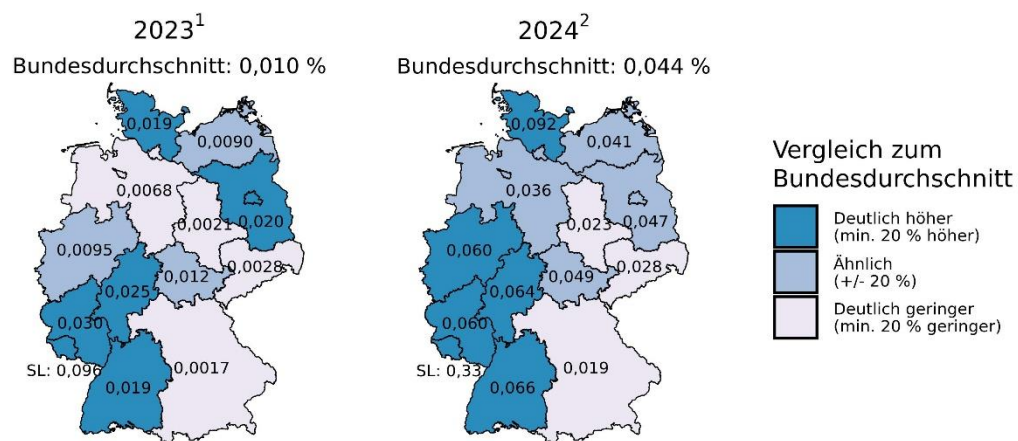 2023¹
Bundesdurchschnitt: 0,010 %
0,019
0,0090
0,0068
0,0021
0,020
0,0095
0,0028
0,012
0,025
0,030
SL: 0,096
0,0017
0,019
2024²
Bundesdurchschnitt: 0,044 %
0,092
0,041
0,036
0,023
0,047
0,060
0,028
0,049
0,064
0,060
SL: 0,33
0,019
0,066
Vergleich zum
Bundesdurchschnitt
Deutlich höher
(min. 20 % höher)
Ähnlich
(+/- 20 %)
Deutlich geringer
(min. 20 % geringer)